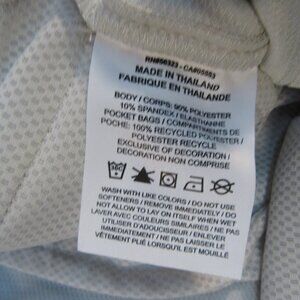 RN#56323 - CA#05553
MADE IN THAILAND
FABRIQUE EN THAILANDE
BODY / CORPS: 90% POLYESTER
10% SPANDEX / ELASTHANNE
POCKET BAGS / COMPARTIMENTS DE
POCHE: 100% RECYCLED POLYESTER /
POLYESTER RECYCLE
EXCLUSIVE OF DECORATION /
DECORATION NON COMPRISE
WASH WITH LIKE COLORS / DO NOT USE
SOFTENERS / REMOVE IMMEDIATELY / DO
NOT ALLOW TO LAY ON ITSELF WHEN WET
LAVER COULEURS SIMILAIRES / NE PAS
UTILISER D'ADOUCISSEUR / ENLEVER
IMMÉDIATEMENT / NE PAS LAISSER LE
VÊTEMENT PLIÉ LORSQU'IL EST MOUILLÉ